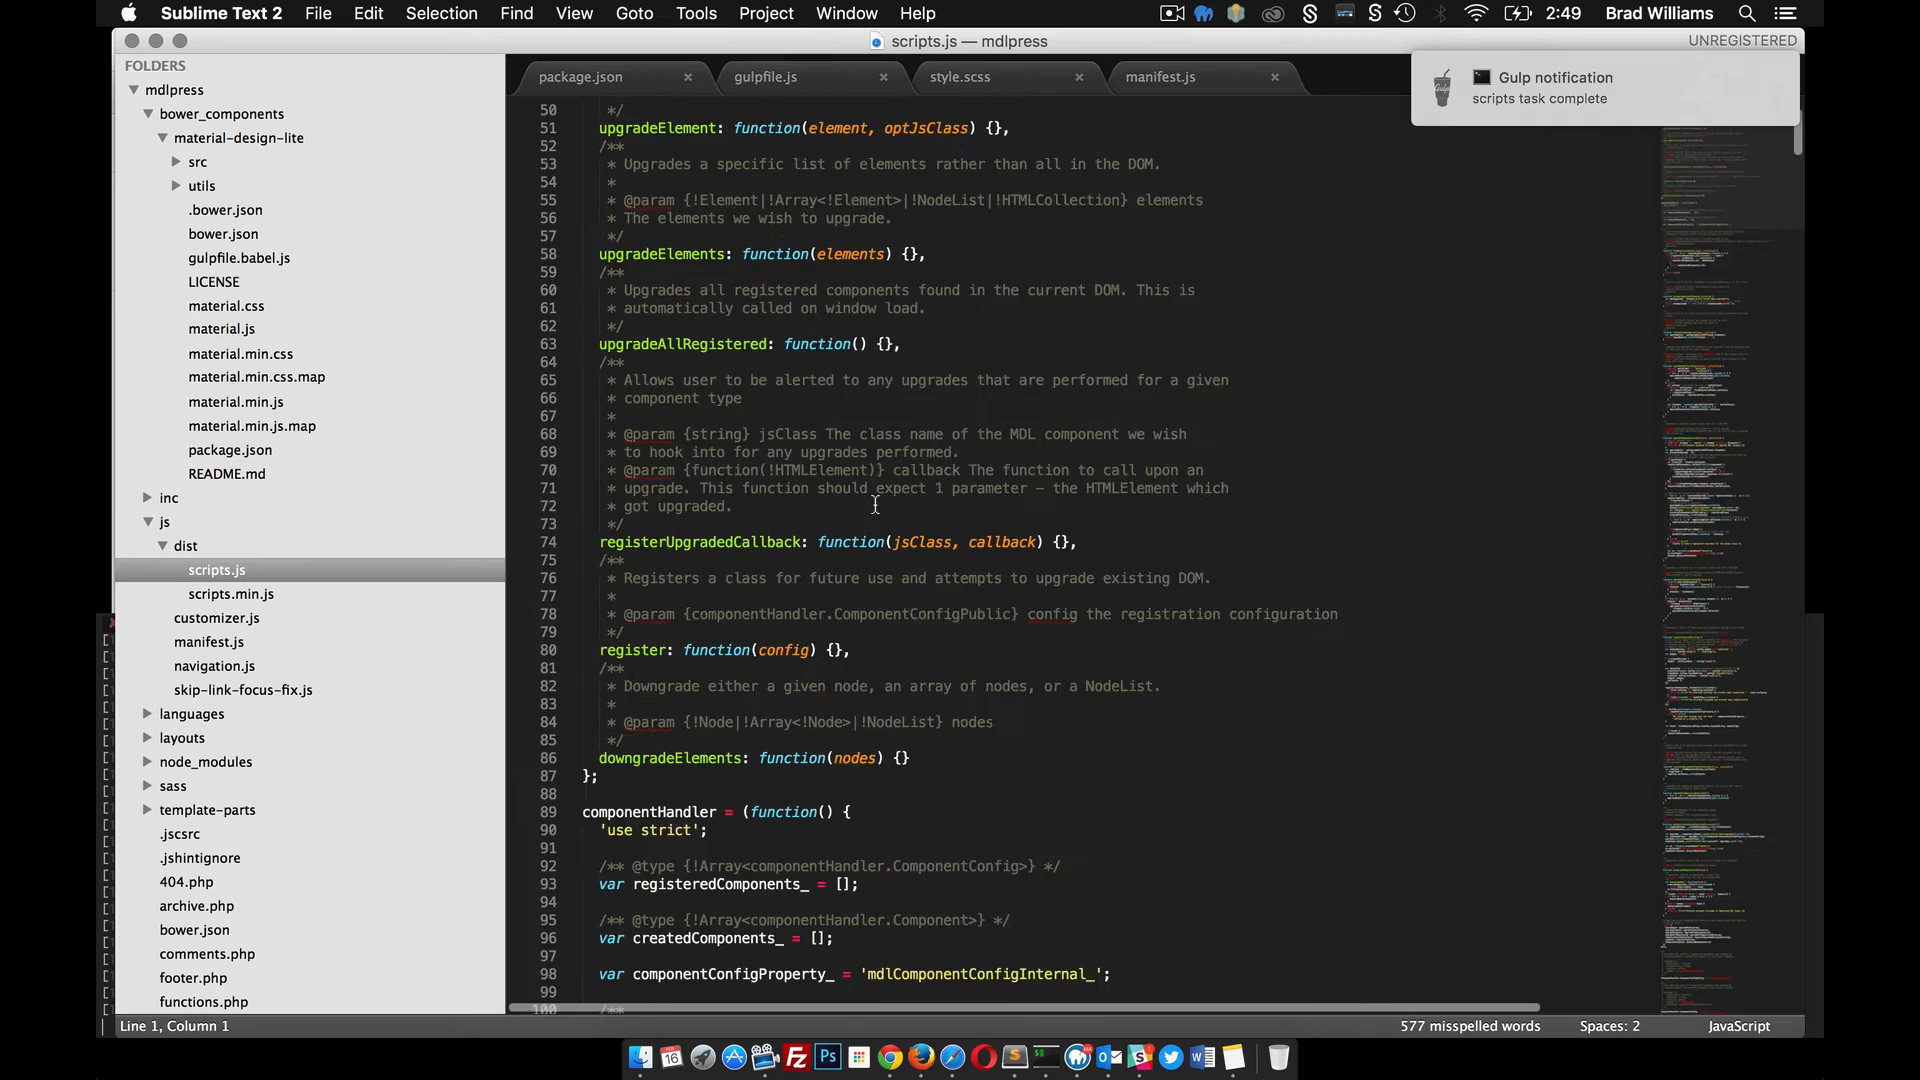 Sublime Text 2 File Edit Selection Find View Goto Tools Project Window Help 2:49 Brad Williams
scripts.js — mdlpress
UNREGISTERED
Gulp notification
scripts task complete
FOLDERS
mdlpress
bower_components
material-design-lite
src
utils
.bower.json
bower.json
gulpfile.babel.js
LICENSE
material.css
material.js
material.min.css
material.min.css.map
material.min.js
material.min.js.map
package.json
README.md
inc
js
dist
scripts.js
scripts.min.js
customizer.js
manifest.js
navigation.js
skip-link-focus-fix.js
languages
layouts
node_modules
sass
template-parts
.jscsrc
.jshintignore
404.php
archive.php
bower.json
comments.php
footer.php
functions.php
package.json × gulpfile.js × style.scss × manifest.js ×
50 */
51 upgradeElement: function(element, optJsClass) {},
52 /**
53 * Upgrades a specific list of elements rather than all in the DOM.
54 *
55 * @param {!Element|!Array<!Element>|!NodeList|!HTMLCollection} elements
56 * The elements we wish to upgrade.
57 */
58 upgradeElements: function(elements) {},
59 /**
60 * Upgrades all registered components found in the current DOM. This is
61 * automatically called on window load.
62 */
63 upgradeAllRegistered: function() {},
64 /**
65 * Allows user to be alerted to any upgrades that are performed for a given
66 * component type
67 *
68 * @param {string} jsClass The class name of the MDL component we wish
69 * to hook into for any upgrades performed.
70 * @param {function(!HTMLElement)} callback The function to call upon an
71 * upgrade. This function should expect 1 parameter – the HTMLElement which
72 * got upgraded.
73 */
74 registerUpgradedCallback: function(jsClass, callback) {},
75 /**
76 * Registers a class for future use and attempts to upgrade existing DOM.
77 *
78 * @param {componentHandler.ComponentConfigPublic} config the registration configuration
79 */
80 register: function(config) {},
81 /**
82 * Downgrade either a given node, an array of nodes, or a NodeList.
83 *
84 * @param {!Node|!Array<!Node>|!NodeList} nodes
85 */
86 downgradeElements: function(nodes) {}
87 };
88
89 componentHandler = (function() {
90 'use strict';
91
92 /** @type {!Array<componentHandler.ComponentConfig>} */
93 var registeredComponents_ = [];
94
95 /** @type {!Array<componentHandler.Component>} */
96 var createdComponents_ = [];
97
98 var componentConfigProperty_ = 'mdlComponentConfigInternal_';
99
100 /**
Line 1, Column 1
577 misspelled words Spaces: 2 JavaScript